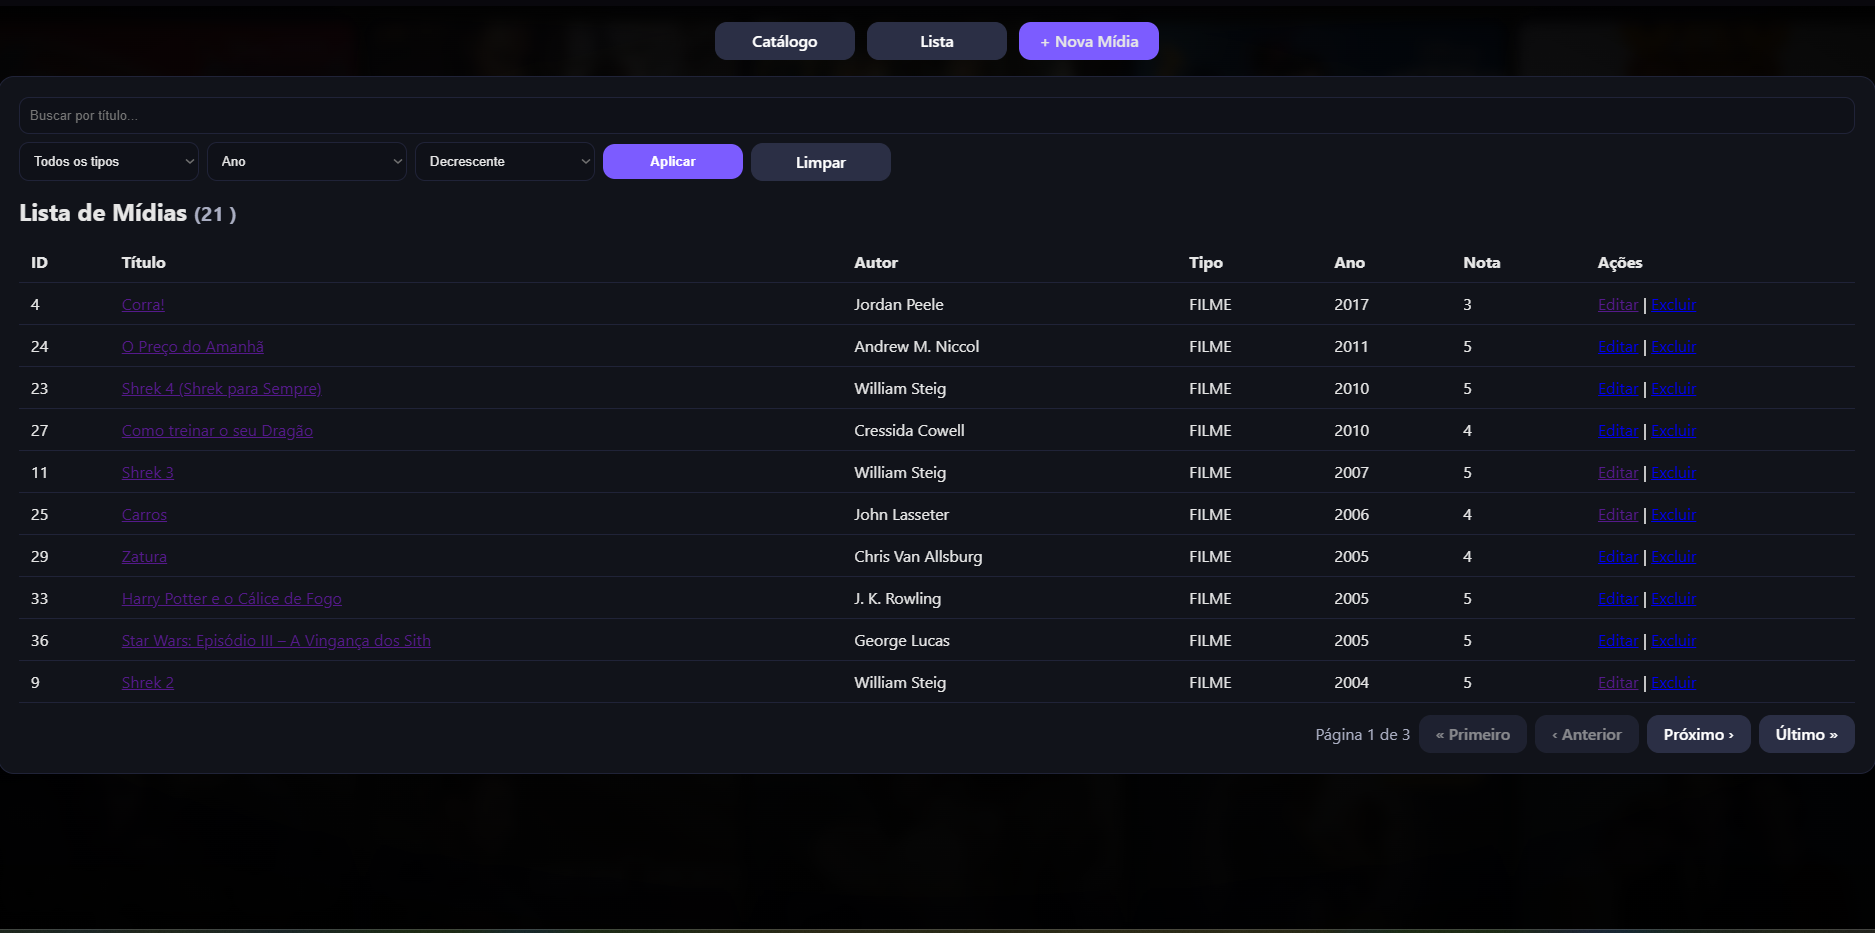 Catálogo Lista + Nova Mídia
Buscar por título...
Todos os tipos Ano Decrescente Aplicar Limpar
Lista de Mídias (21 )
ID Título Autor Tipo Ano Nota Ações
4 Corra! Jordan Peele FILME 2017 3 Editar | Excluir
24 O Preço do Amanhã Andrew M. Niccol FILME 2011 5 Editar | Excluir
23 Shrek 4 (Shrek para Sempre) William Steig FILME 2010 5 Editar | Excluir
27 Como treinar o seu Dragão Cressida Cowell FILME 2010 4 Editar | Excluir
11 Shrek 3 William Steig FILME 2007 5 Editar | Excluir
25 Carros John Lasseter FILME 2006 4 Editar | Excluir
29 Zatura Chris Van Allsburg FILME 2005 4 Editar | Excluir
33 Harry Potter e o Cálice de Fogo J. K. Rowling FILME 2005 5 Editar | Excluir
36 Star Wars: Episódio III – A Vingança dos Sith George Lucas FILME 2005 5 Editar | Excluir
9 Shrek 2 William Steig FILME 2004 5 Editar | Excluir
Página 1 de 3 « Primeiro ‹ Anterior Próximo › Último »